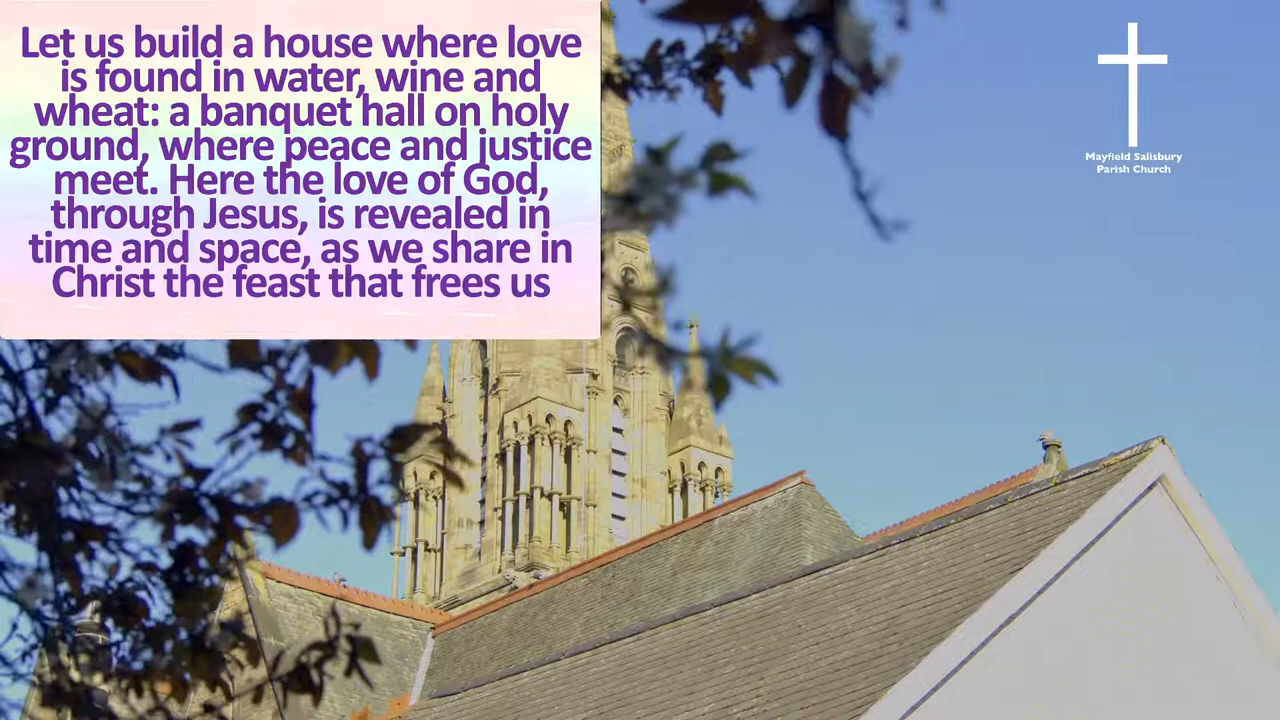 Let us build a house where love
is found in water, wine and
wheat: a banquet hall on holy
ground, where peace and justice
meet. Here the love of God,
through Jesus, is revealed in
time and space, as we share in
Christ the feast that frees us
Mayfield Salisbury
Parish Church